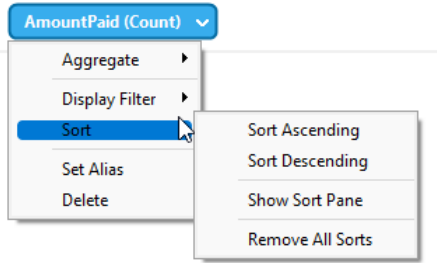 AmountPaid (Count)
Aggregate
Display Filter
Sort
Set Alias
Delete
Sort Ascending
Sort Descending
Show Sort Pane
Remove All Sorts